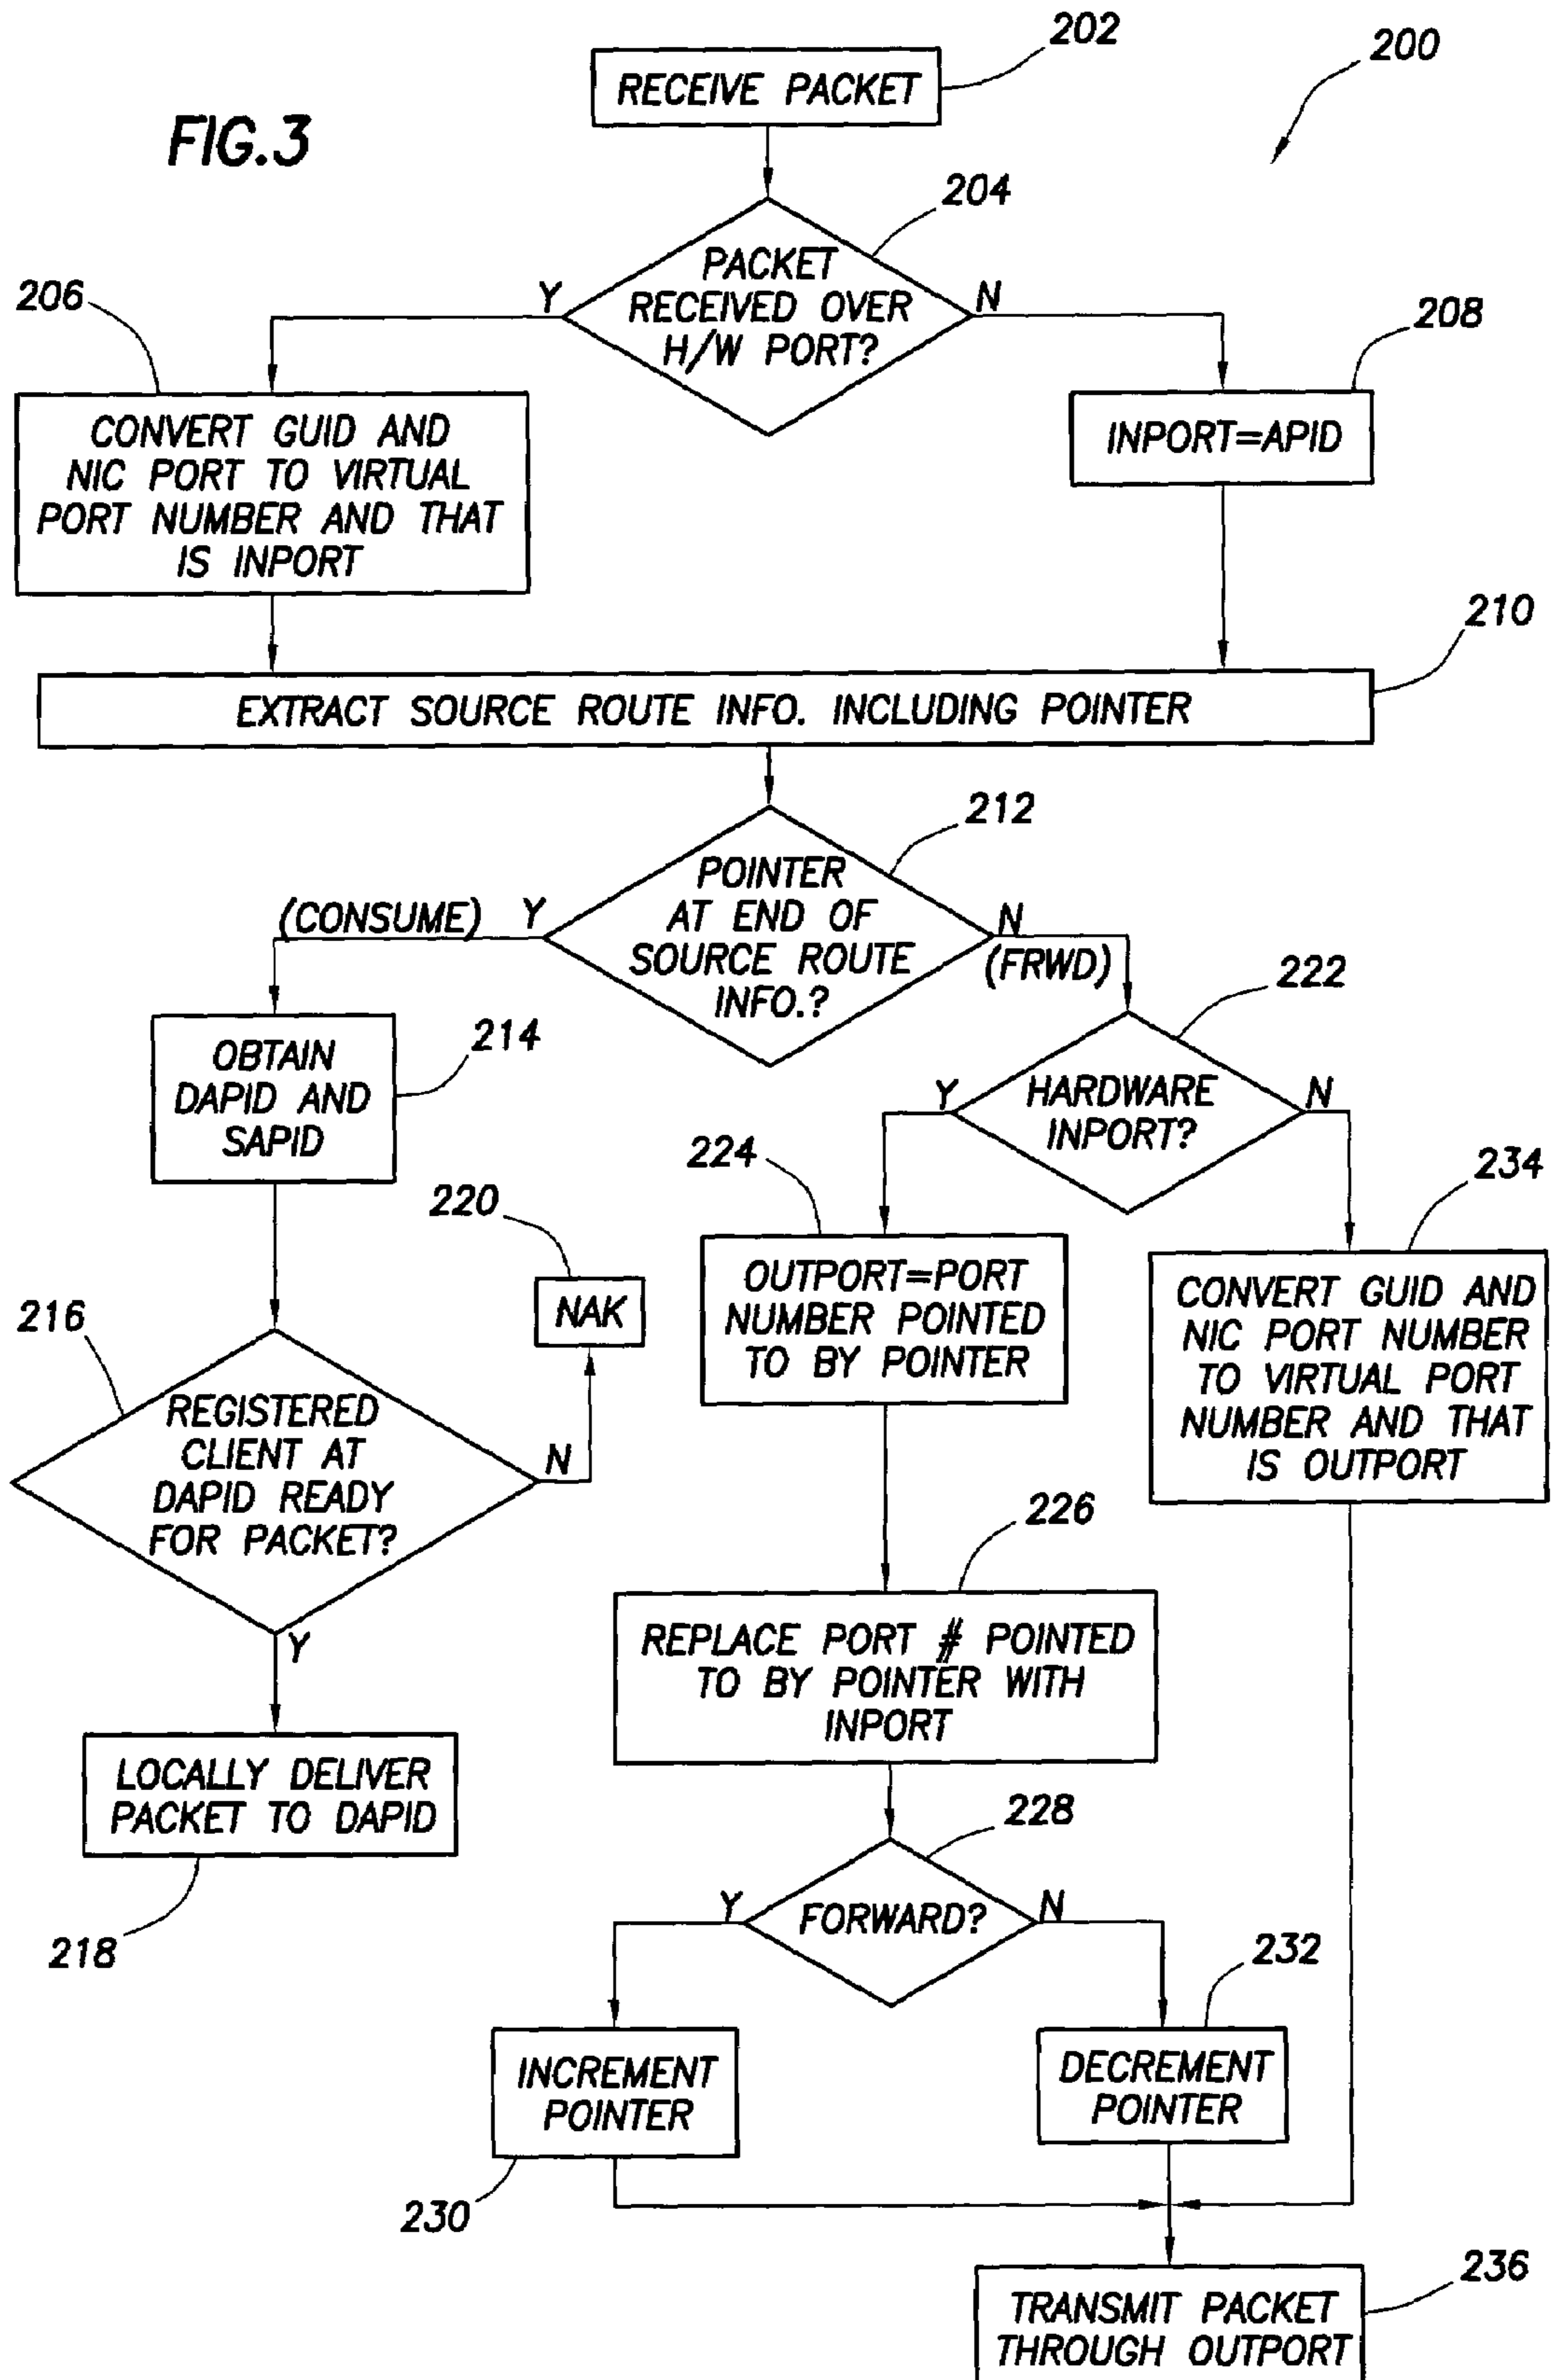 202
200
RECEIVE PACKET
FIG.3
204
PACKET
RECEIVED OVER
H/W PORT?
Y
N
206
208
CONVERT GUID AND
NIC PORT TO VIRTUAL
PORT NUMBER AND THAT
IS INPORT
INPORT=APID
210
EXTRACT SOURCE ROUTE INFO. INCLUDING POINTER
212
POINTER
AT END OF
SOURCE ROUTE
INFO.?
(CONSUME) Y
N
(FRWD)
222
OBTAIN
DAPID AND
SAPID
214
HARDWARE
INPORT?
Y
N
224
234
220
NAK
OUTPORT=PORT
NUMBER POINTED
TO BY POINTER
CONVERT GUID AND
NIC PORT NUMBER
TO VIRTUAL PORT
NUMBER AND THAT
IS OUTPORT
216
REGISTERED
CLIENT AT
DAPID READY
FOR PACKET?
N
Y
226
REPLACE PORT # POINTED
TO BY POINTER WITH
INPORT
LOCALLY DELIVER
PACKET TO DAPID
218
228
FORWARD?
Y
N
232
INCREMENT
POINTER
DECREMENT
POINTER
230
236
TRANSMIT PACKET
THROUGH OUTPORT